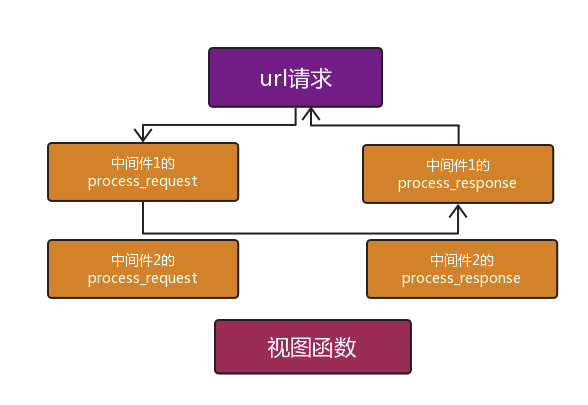 url请求
中间件1的
process_request
中间件1的
process_response
中间件2的
process_request
中间件2的
process_response
视图函数